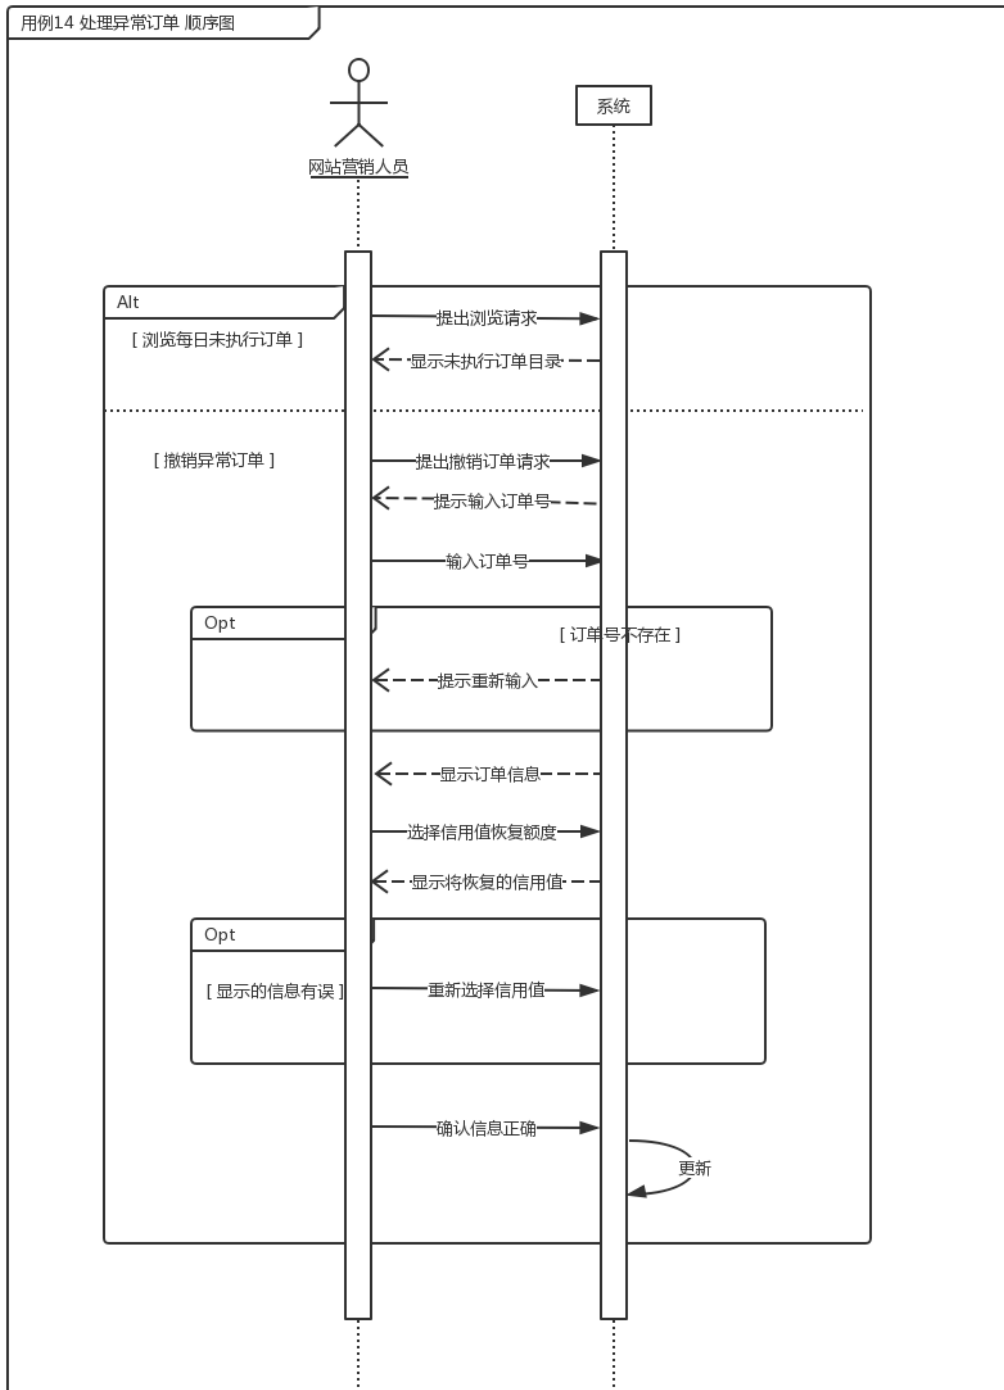 用例14 处理异常订单 顺序图
网站营销人员
系统
Alt
[ 浏览每日未执行订单 ]
提出浏览请求
显示未执行订单目录
[ 撤销异常订单 ]
提出撤销订单请求
提示输入订单号
输入订单号
Opt
[ 订单号不存在 ]
提示重新输入
显示订单信息
选择信用值恢复额度
显示将恢复的信用值
Opt
[ 显示的信息有误 ]
重新选择信用值
确认信息正确
更新